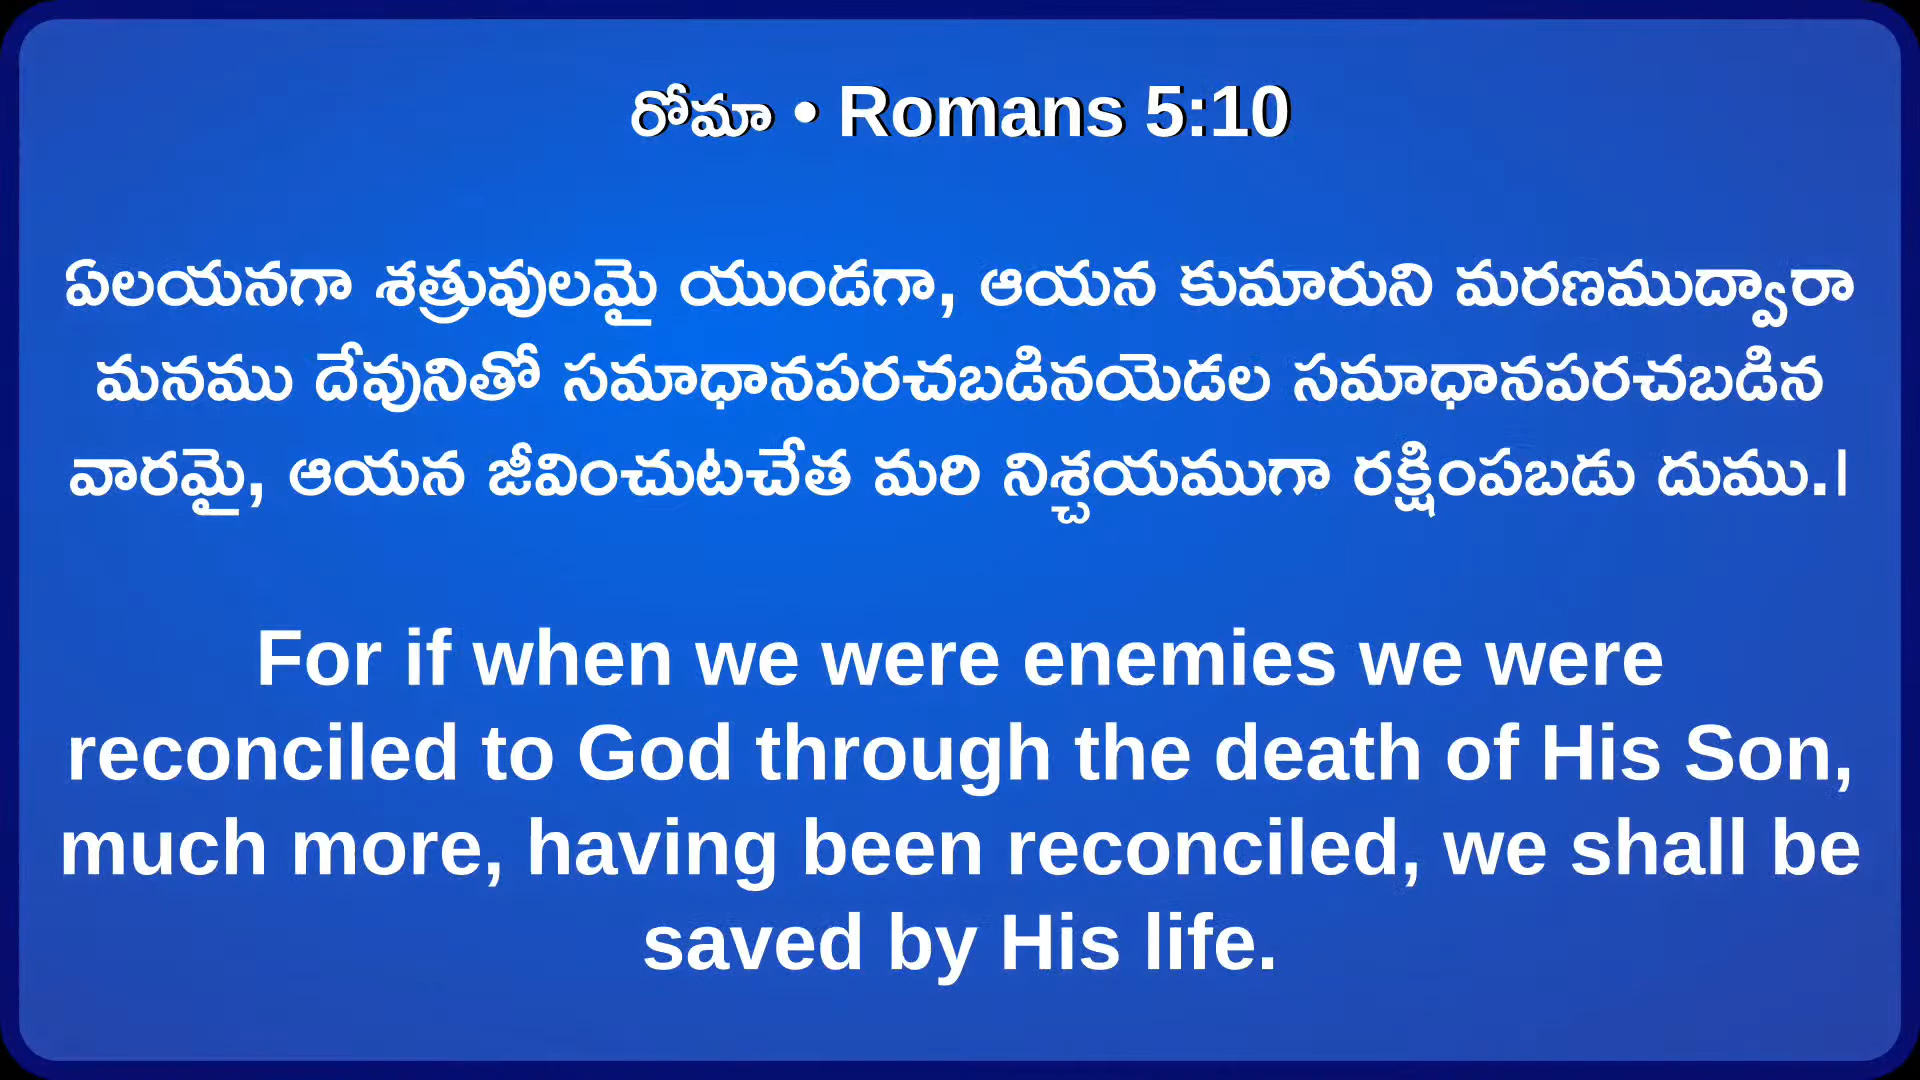 రోమా • Romans 5:10
ఏలయనగా శత్రువులమై యుండగా, ఆయన కుమారుని మరణముద్వారా
మనము దేవునితో సమాధానపరచబడినయెడల సమాధానపరచబడిన
వారమై, ఆయన జీవించుటచేత మరి నిశ్చయముగా రక్షింపబడు దుము.|
For if when we were enemies we were
reconciled to God through the death of His Son,
much more, having been reconciled, we shall be
saved by His life.